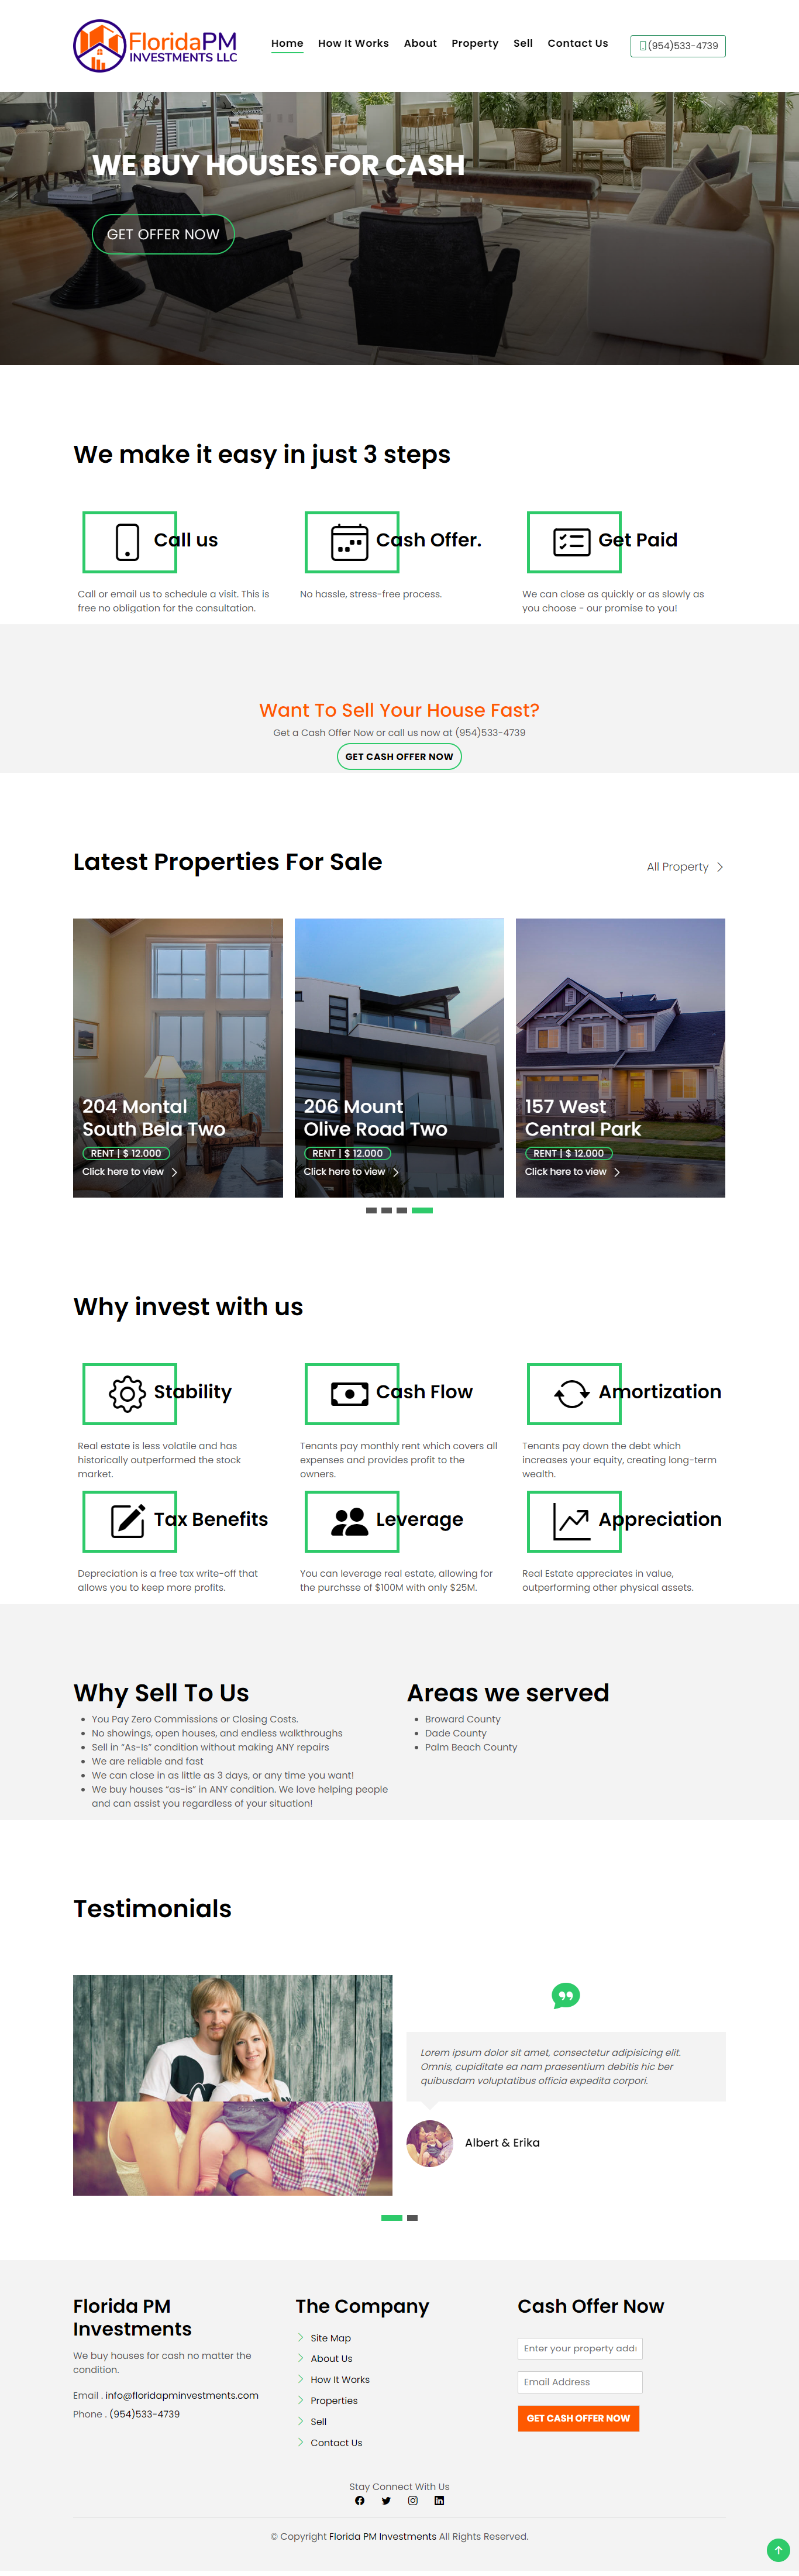 FloridaPM
INVESTMENTS LLC
Home How It Works About Property Sell Contact Us
(954)533-4739
WE BUY HOUSES FOR CASH
GET OFFER NOW
We make it easy in just 3 steps
Call us
Call or email us to schedule a visit. This is
free no obligation for the consultation.
Cash Offer.
No hassle, stress-free process.
Get Paid
We can close as quickly or as slowly as
you choose - our promise to you!
Want To Sell Your House Fast?
Get a Cash Offer Now or call us now at (954)533-4739
GET CASH OFFER NOW
Latest Properties For Sale
All Property
204 Montal
South Bela Two
RENT | $ 12.000
Click here to view
206 Mount
Olive Road Two
RENT | $ 12.000
Click here to view
157 West
Central Park
RENT | $ 12.000
Click here to view
Why invest with us
Stability
Real estate is less volatile and has
historically outperformed the stock
market.
Cash Flow
Tenants pay monthly rent which covers all
expenses and provides profit to the
owners.
Amortization
Tenants pay down the debt which
increases your equity, creating long-term
wealth.
Tax Benefits
Depreciation is a free tax write-off that
allows you to keep more profits.
Leverage
You can leverage real estate, allowing for
the purchsse of $100M with only $25M.
Appreciation
Real Estate appreciates in value,
outperforming other physical assets.
Why Sell To Us
You Pay Zero Commissions or Closing Costs.
No showings, open houses, and endless walkthroughs
Sell in “As-Is” condition without making ANY repairs
We are reliable and fast
We can close in as little as 3 days, or any time you want!
We buy houses “as-is” in ANY condition. We love helping people
and can assist you regardless of your situation!
Areas we served
Broward County
Dade County
Palm Beach County
Testimonials
Lorem ipsum dolor sit amet, consectetur adipisicing elit.
Omnis, cupiditate ea nam praesentium debitis hic ber
quibusdam voluptatibus officia expedita corpori.
Albert & Erika
Florida PM
Investments
We buy houses for cash no matter the
condition.
Email . info@floridapminvestments.com
Phone . (954)533-4739
The Company
Site Map
About Us
How It Works
Properties
Sell
Contact Us
Cash Offer Now
Enter your property addr
Email Address
GET CASH OFFER NOW
Stay Connect With Us
© Copyright Florida PM Investments All Rights Reserved.